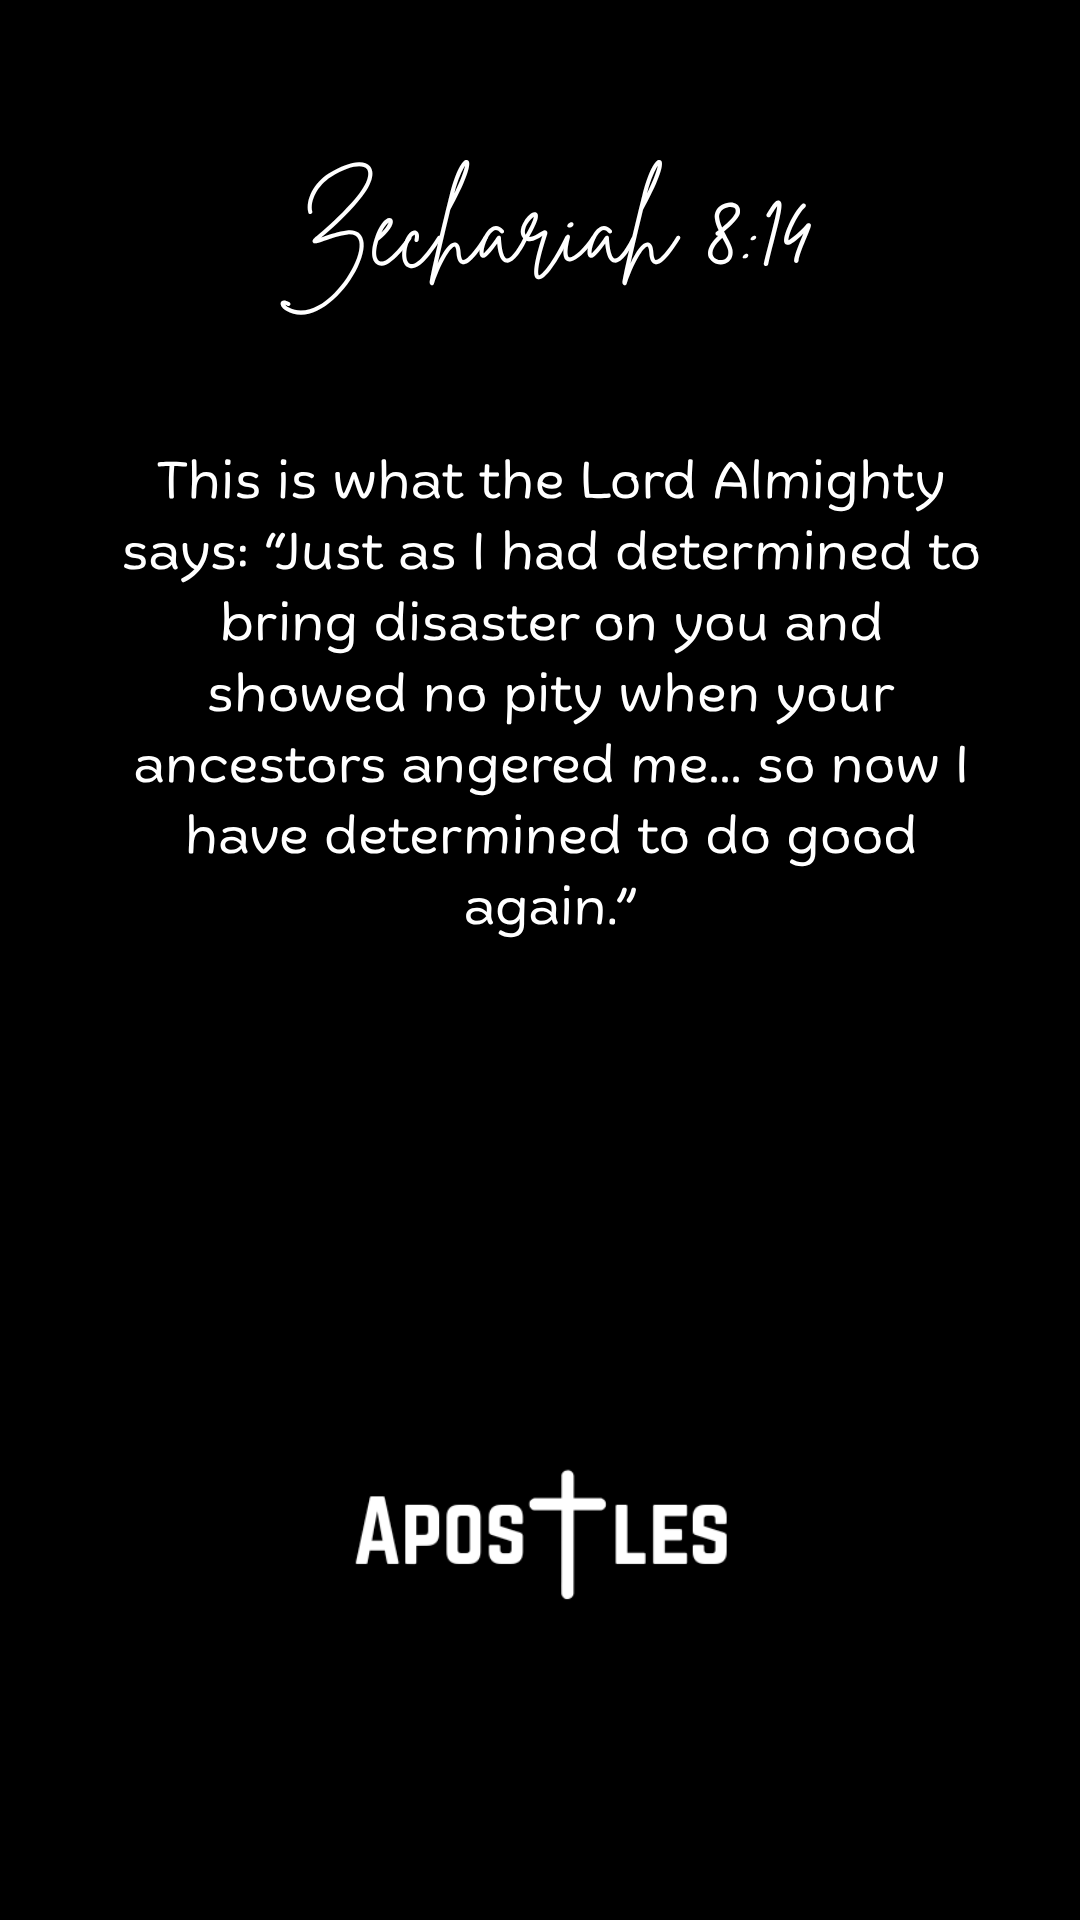 Zechariah 8:14
This is what the Lord Almighty
says: “Just as I had determined to
bring disaster on you and
showed no pity when your
ancestors angered me... so now I
have determined to do good
again.”
APOSTLES